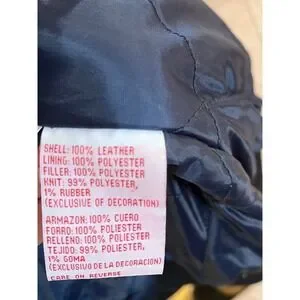 SHELL: 100% LEATHER
LINING: 100% POLYESTER
FILLER: 100% POLYESTER
KNIT: 99% POLYESTER,
1% RUBBER
(EXCLUSIVE OF DECORATION)
ARMAZON: 100% CUERO
FORRO: 100% POLIESTER
RELLENO: 100% POLIESTER
TEJIDO: 99% POLIESTER,
1% GOMA
(EXCLUSIVO DE LA DECORACION)
CARE ON REVERSE